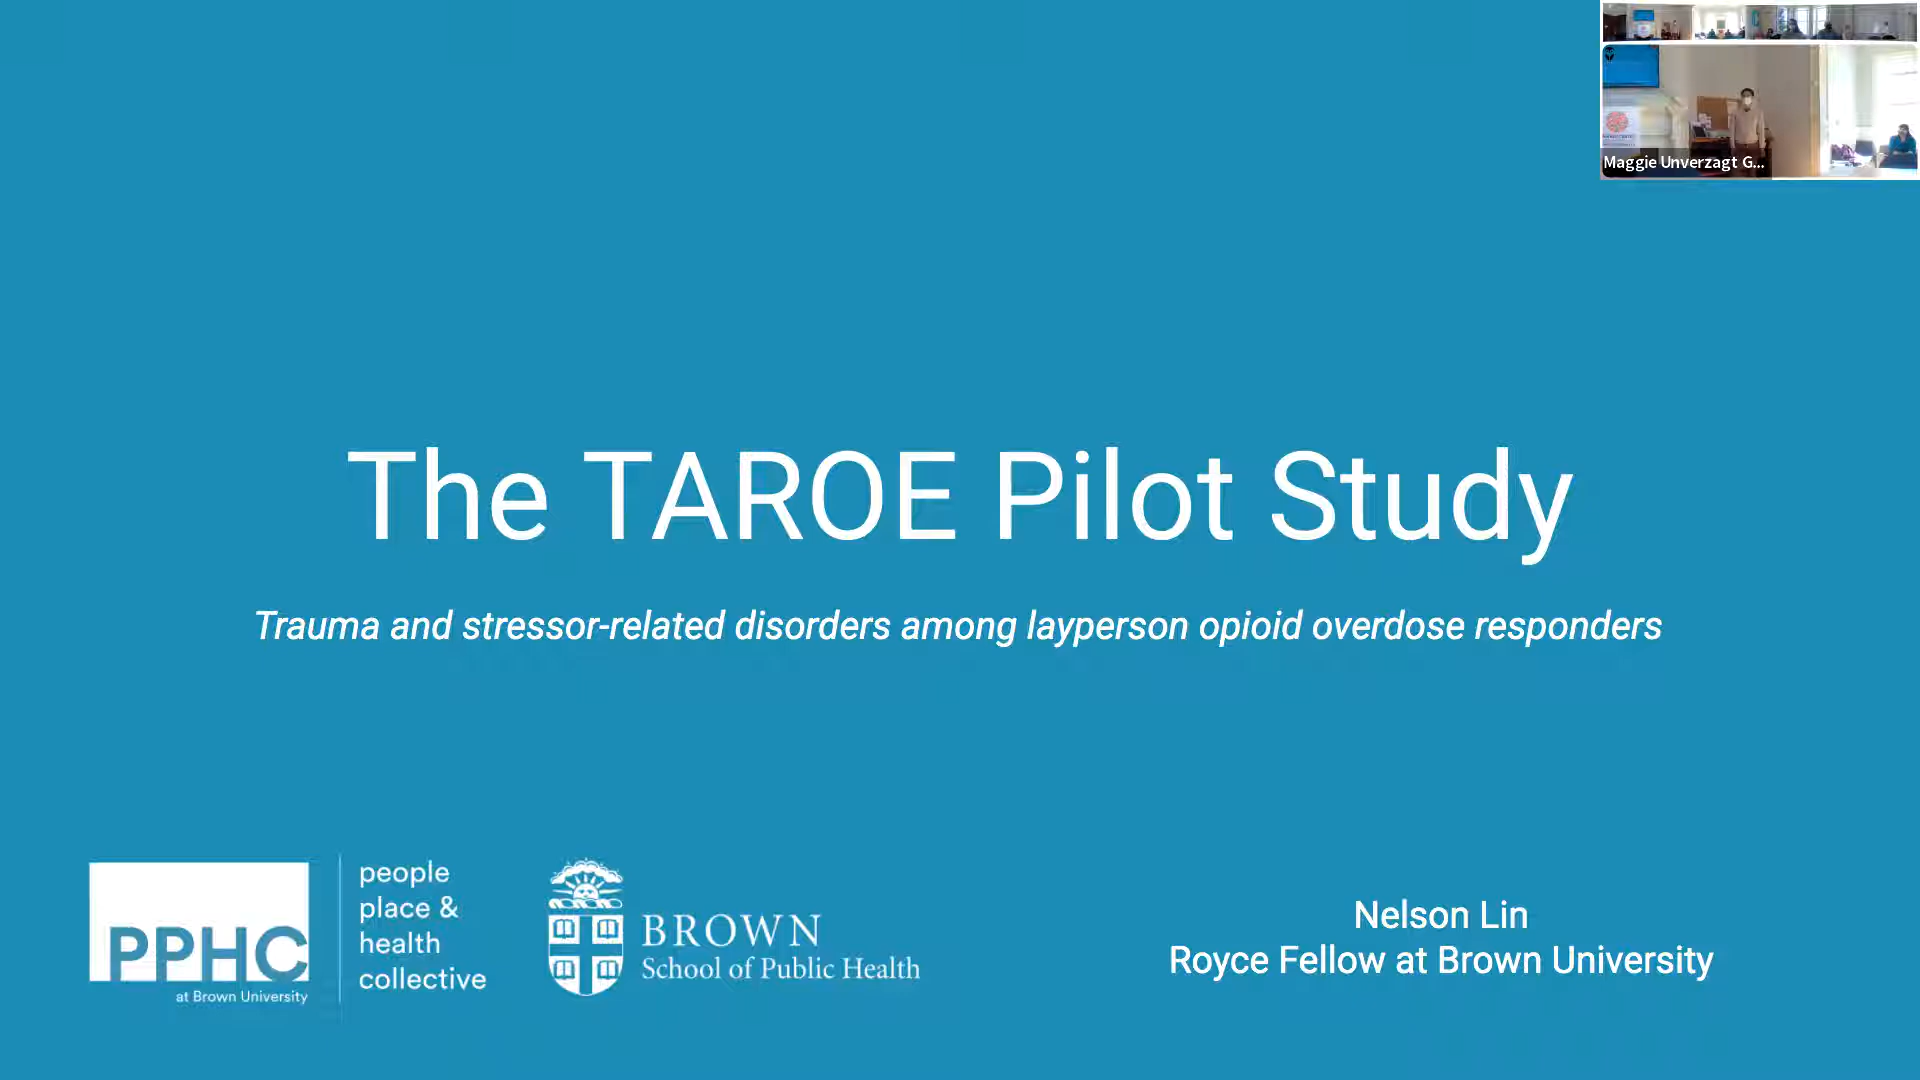 Maggie Unverzagt G...
The TAROE Pilot Study
Trauma and stressor-related disorders among layperson opioid overdose responders
PPHC
at Brown University
people
place &
health
collective
BROWN
School of Public Health
Nelson Lin
Royce Fellow at Brown University